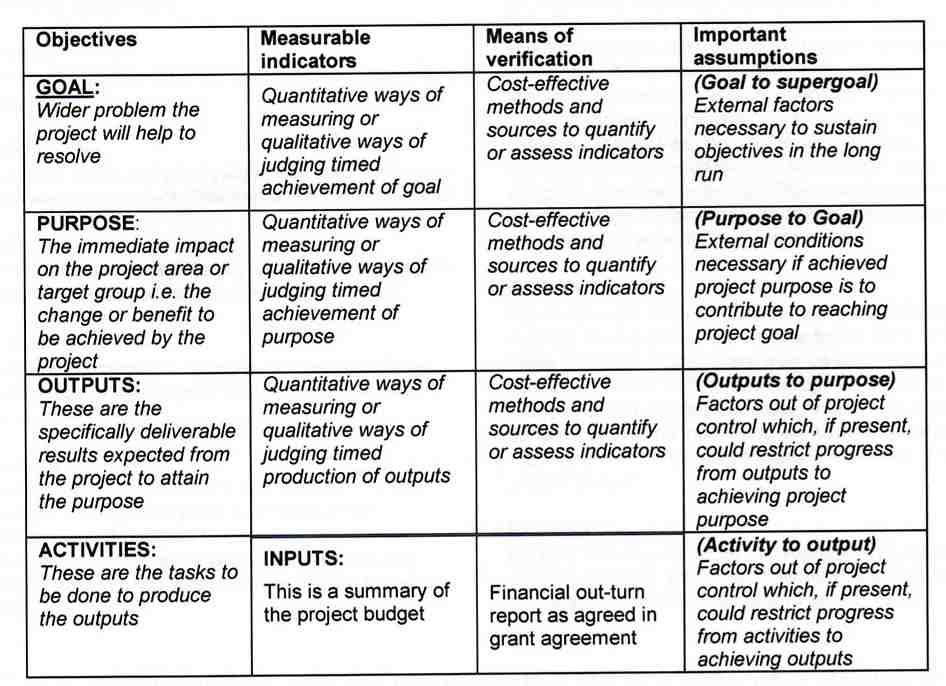 Objectives
Measurable
indicators
Means of
verification
Important
assumptions
GOAL:
Wider problem the
project will help to
resolve
Quantitative ways of
measuring or
qualitative ways of
judging timed
achievement of goal
Cost-effective
methods and
sources to quantify
or assess indicators
(Goal to supergoal)
External factors
necessary to sustain
objectives in the long
run
PURPOSE:
The immediate impact
on the project area or
target group i.e. the
change or benefit to
be achieved by the
project
Quantitative ways of
measuring or
qualitative ways of
judging timed
achievement of
purpose
Cost-effective
methods and
sources to quantify
or assess indicators
(Purpose to Goal)
External conditions
necessary if achieved
project purpose is to
contribute to reaching
project goal
OUTPUTS:
These are the
specifically deliverable
results expected from
the project to attain
the purpose
Quantitative ways of
measuring or
qualitative ways of
judging timed
production of outputs
Cost-effective
methods and
sources to quantify
or assess indicators
(Outputs to purpose)
Factors out of project
control which, if present,
could restrict progress
from outputs to
achieving project
purpose
ACTIVITIES:
These are the tasks to
be done to produce
the outputs
INPUTS:
This is a summary of
the project budget
Financial out-turn
report as agreed in
grant agreement
(Activity to output)
Factors out of project
control which, if present,
could restrict progress
from activities to
achieving outputs